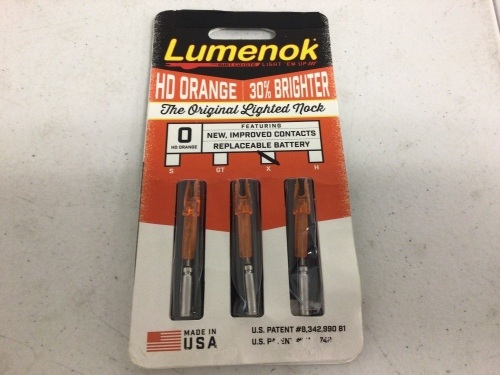 Lumenok
HD ORANGE | 30% BRIGHTER
The Original Lighted Nock
FEATURING
O
HD ORANGE
NEW, IMPROVED CONTACTS
REPLACEABLE BATTERY
S GT X H
MADE IN
USA
U.S. PATENT #8,342,990 B1
U.S.